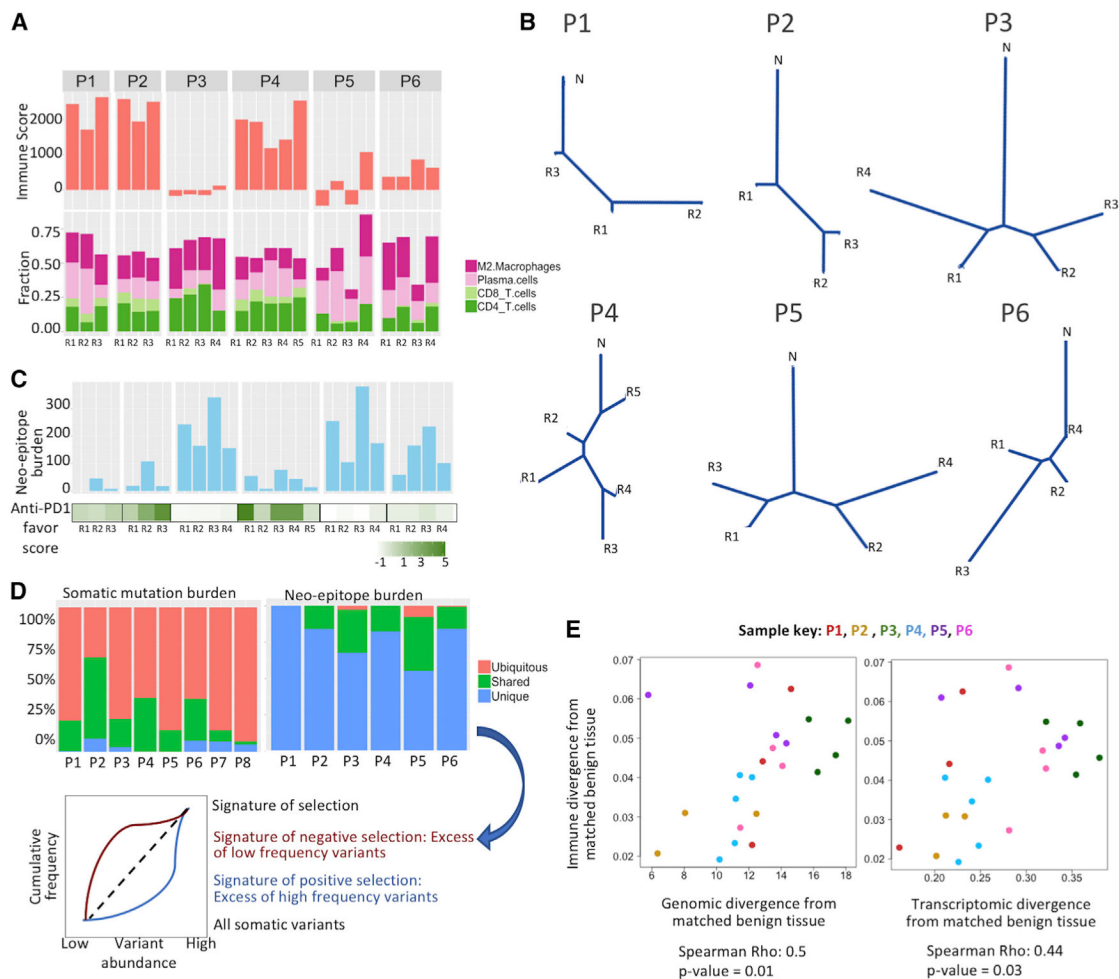 A
P1 P2 P3 P4 P5 P6
Immune Score
2000
1000
0
Fraction
0.75
0.50
0.25
0.00
R1 R2 R3 R1 R2 R3 R1 R2 R3 R4 R1 R2 R3 R4 R5 R1 R2 R3 R4 R1 R2 R3 R4
M2.Macrophages
Plasma.cells
CD8_T.cells
CD4_T.cells
B
P1
N
R3
R1
R2
P2
N
R1
R3
R2
P3
N
R4
R3
R1
R2
P4
N
R5
R2
R1
R4
R3
P5
N
R3
R4
R1
R2
P6
N
R4
R1
R2
R3
C
Neo-epitope
burden
300
200
100
0
Anti-PD1
favor
score
R1 R2 R3 R1 R2 R3 R1 R2 R3 R4 R1 R2 R3 R4 R5 R1 R2 R3 R4 R1 R2 R3 R4
-1 1 3 5
D
Somatic mutation burden
100%
75%
50%
25%
0%
P1 P2 P3 P4 P5 P6 P7 P8
Neo-epitope burden
P1 P2 P3 P4 P5 P6
Ubiquitous
Shared
Unique
Cumulative
frequency
Low Variant High
abundance
Signature of selection
Signature of negative selection: Excess
of low frequency variants
Signature of positive selection:
Excess of high frequency variants
All somatic variants
E
Sample key: P1, P2 , P3, P4, P5, P6
Immune divergence from
matched benign tissue
0.07
0.06
0.05
0.04
0.03
0.02
6 8 10 12 14 16 18
Genomic divergence from
matched benign tissue
Spearman Rho: 0.5
p-value = 0.01
0.07
0.06
0.05
0.04
0.03
0.02
0.20 0.25 0.30 0.35
Transcriptomic divergence
from matched benign tissue
Spearman Rho: 0.44
p-value = 0.03